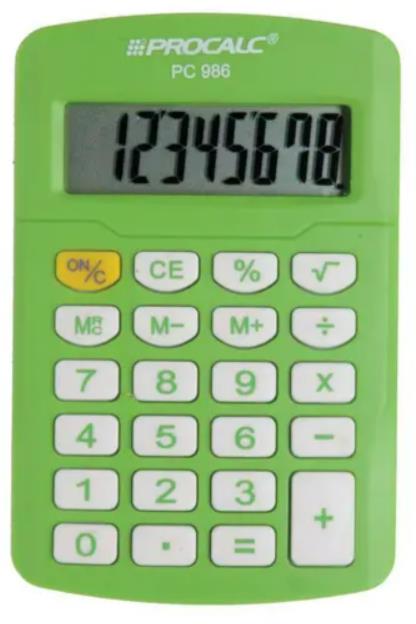 PROCALC®
PC 986
12345678
ON/C CE % √
MRC M− M+ ÷
7 8 9 X
4 5 6 −
1 2 3 +
0 . =